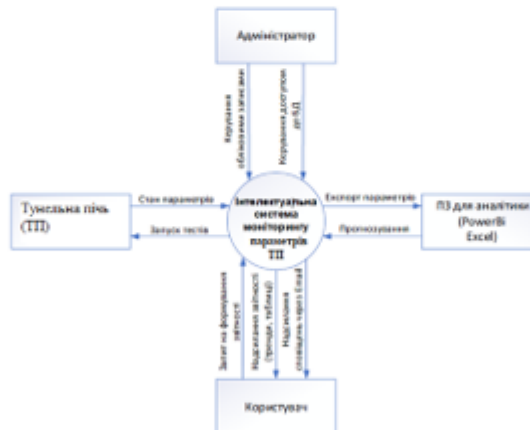 Адміністратор
Керування
обліковими записами
Керування доступом
до БД
Тунельна піч
(ТП)
Стан параметрів
Запуск тестів
Інтелектуальна
система
моніторингу
параметрів
ТП
Експорт параметрів
Прогнозування
ПЗ для аналітики
(PowerBi
Excel)
Запит на формування
звітності
Надсилання звітності
(тренди, таблиці)
Надсилання
сповіщень через Email
Користувач